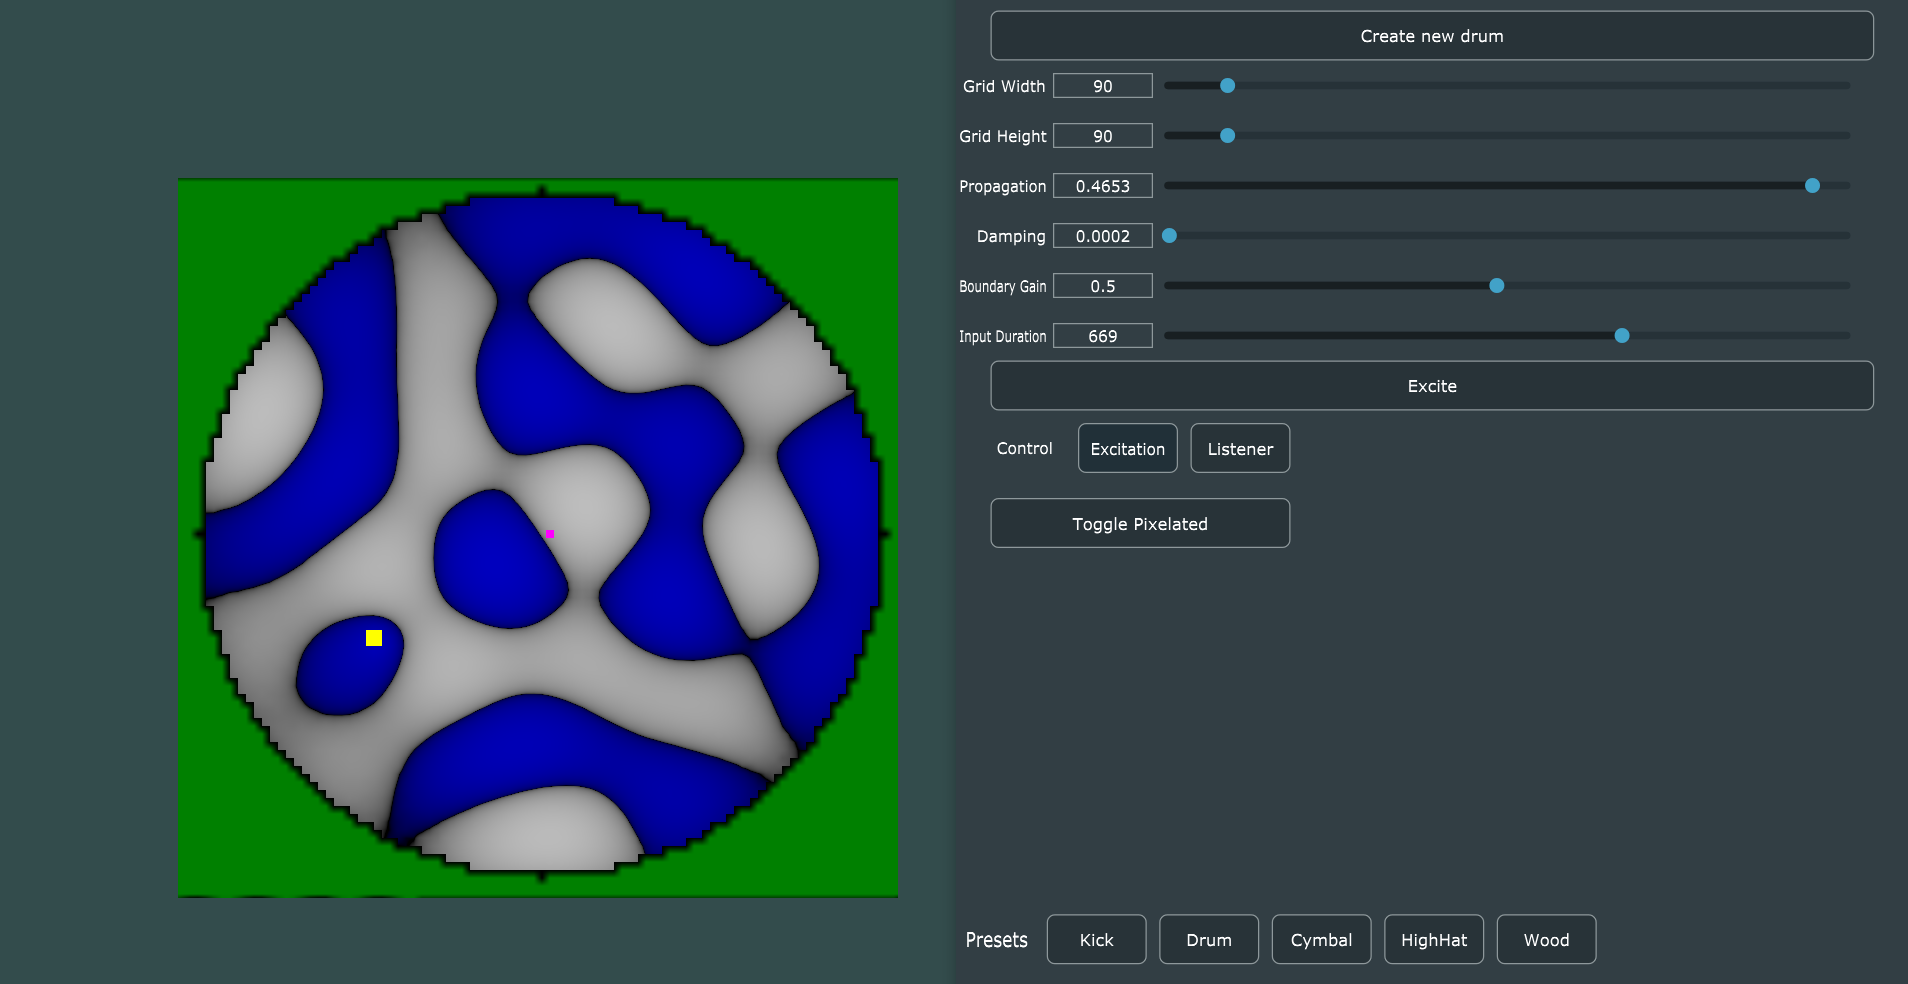 Create new drum
Grid Width 90
Grid Height 90
Propagation 0.4653
Damping 0.0002
Boundary Gain 0.5
Input Duration 669
Excite
Control Excitation Listener
Toggle Pixelated
Presets Kick Drum Cymbal HighHat Wood